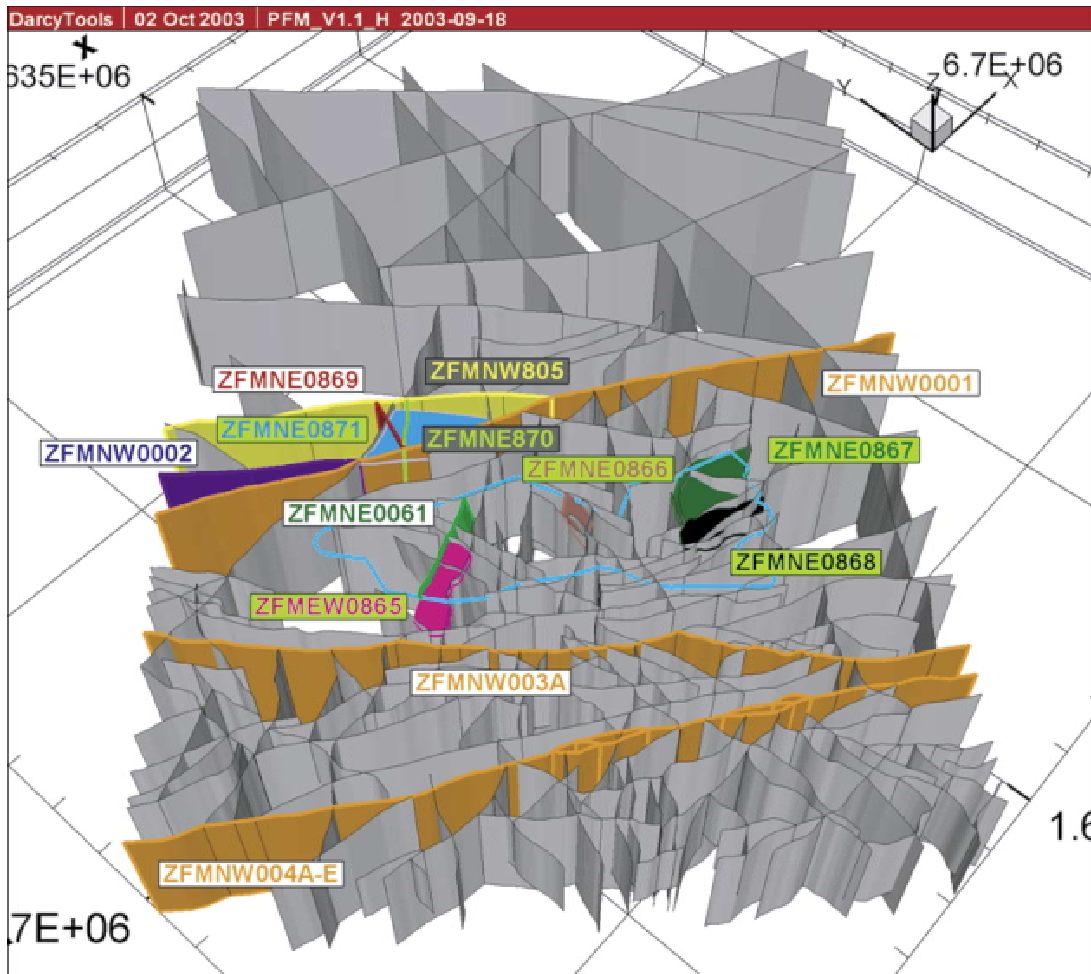 DarcyTools | 02 Oct 2003 | PFM_V1.1_H 2003-09-18
635E+06
6.7E+06
Y
Z
X
ZFMNE0869
ZFMNW805
ZFMNW0001
ZFMNE0871
ZFMNE870
ZFMNW0002
ZFMNE0866
ZFMNE0867
ZFMNE0061
ZFMNE0868
ZFMEW0865
ZFMNW003A
1.6
ZFMNW004A-E
.7E+06